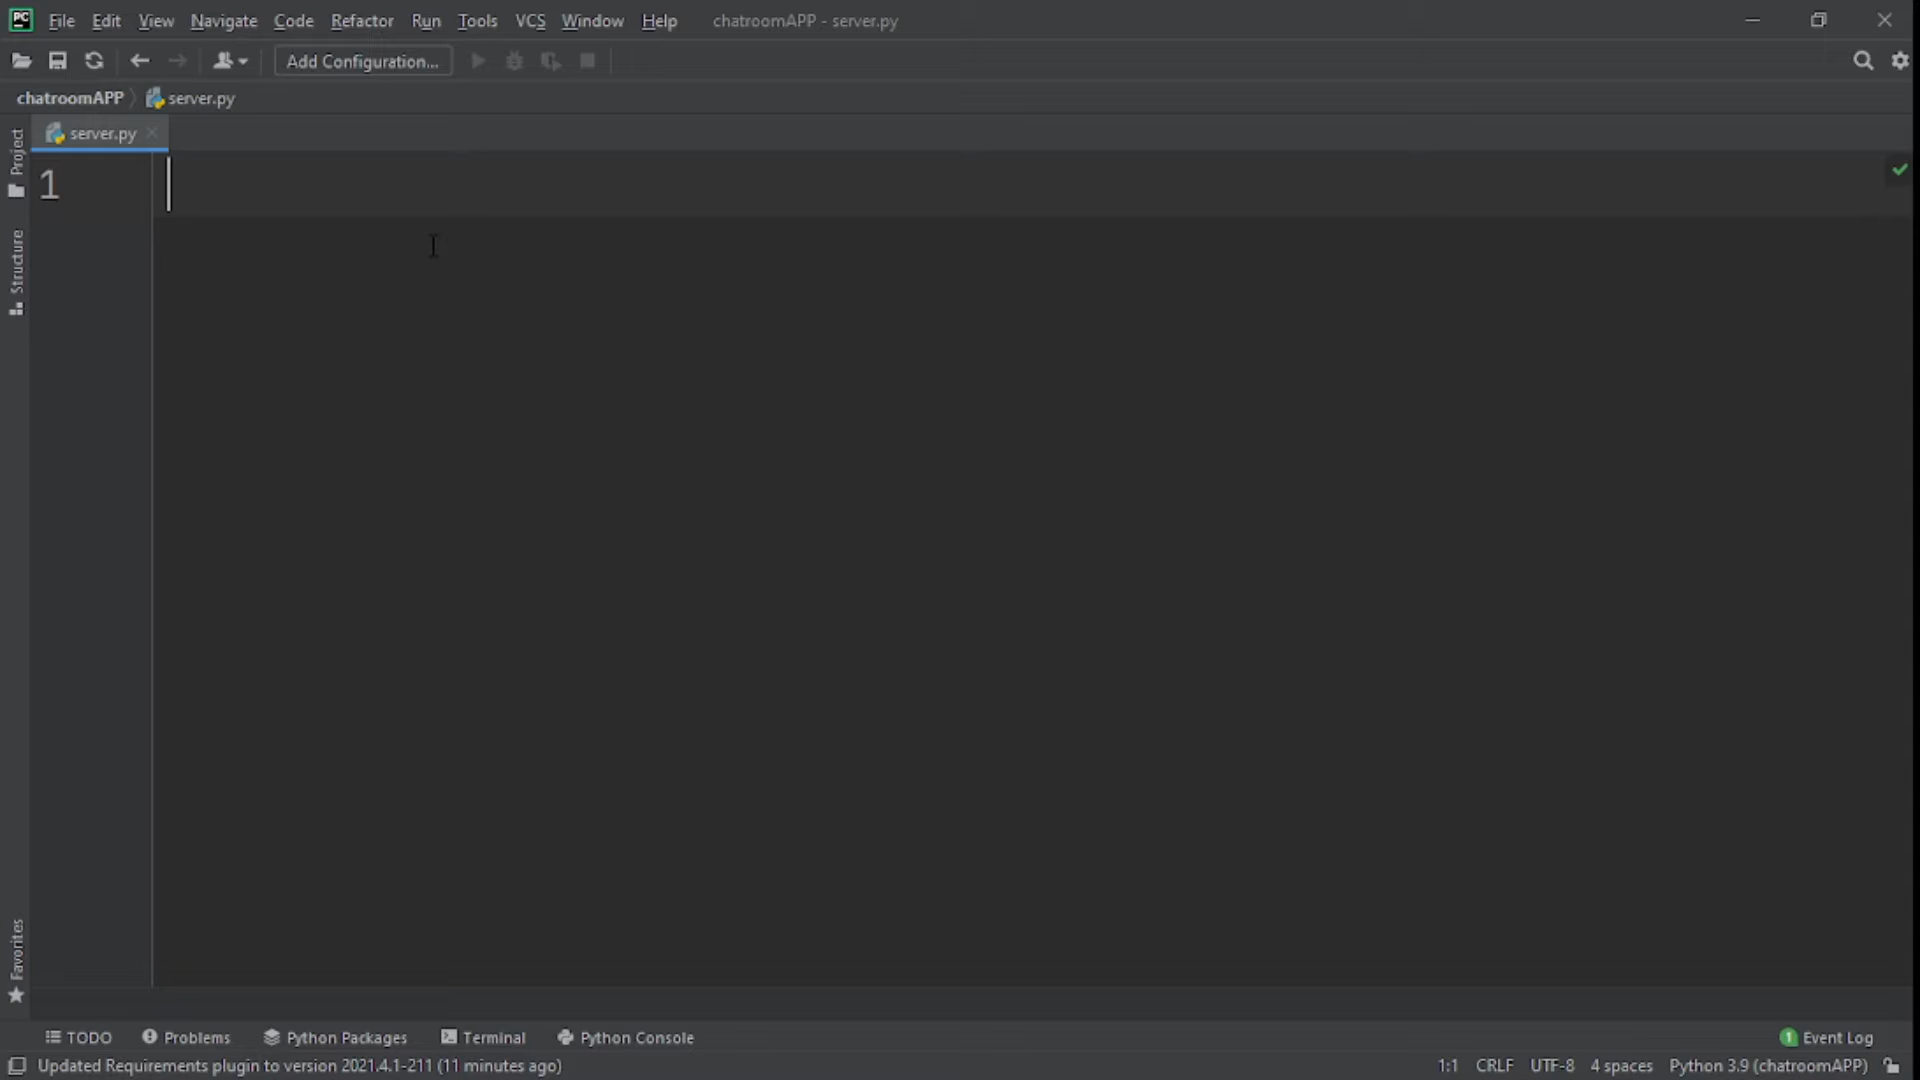 PC File Edit View Navigate Code Refactor Run Tools VCS Window Help chatroomAPP - server.py
Add Configuration...
chatroomAPP server.py
server.py
1
Project
Structure
Favorites
TODO Problems Python Packages Terminal Python Console 1 Event Log
Updated Requirements plugin to version 2021.4.1-211 (11 minutes ago) 1:1 CRLF UTF-8 4 spaces Python 3.9 (chatroomAPP)